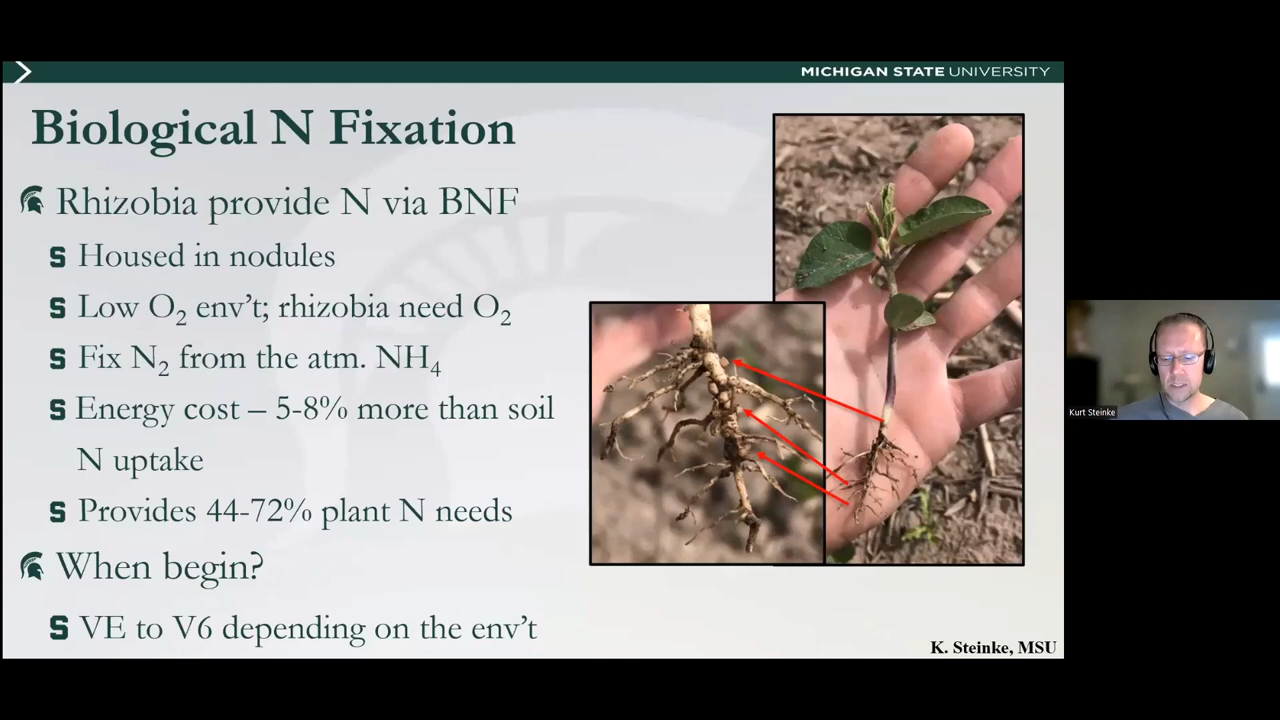 MICHIGAN STATE UNIVERSITY
Biological N Fixation
Rhizobia provide N via BNF
Housed in nodules
Low O₂ env't; rhizobia need O₂
Fix N₂ from the atm. NH₄
Energy cost – 5-8% more than soil
N uptake
Provides 44-72% plant N needs
When begin?
VE to V6 depending on the env't
K. Steinke, MSU
Kurt Steinke